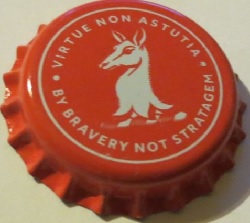 VIRTUE NON ASTUTIA
BY BRAVERY NOT STRATAGEM